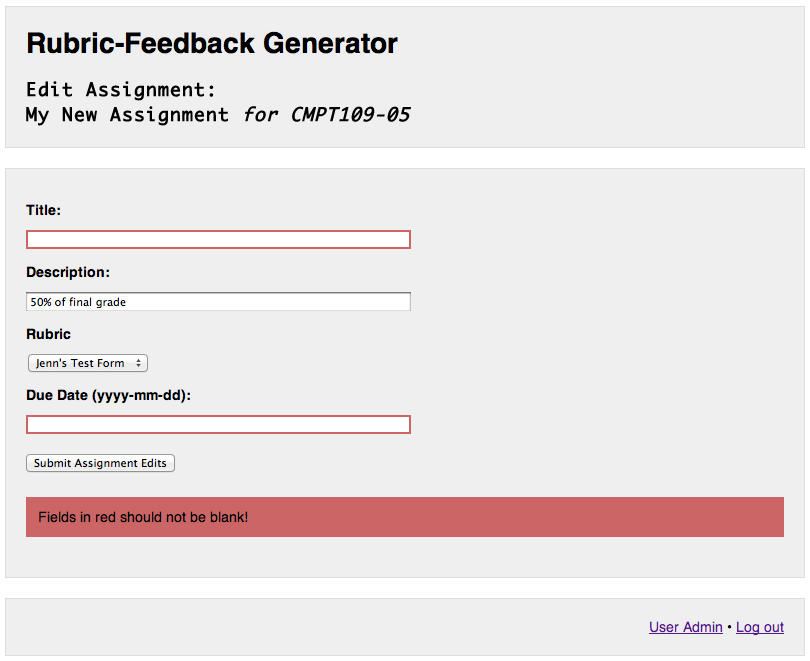 Rubric-Feedback Generator
Edit Assignment:
My New Assignment for CMPT109-05
Title:
Description:
50% of final grade
Rubric
Jenn's Test Form
Due Date (yyyy-mm-dd):
Submit Assignment Edits
Fields in red should not be blank!
User Admin • Log out